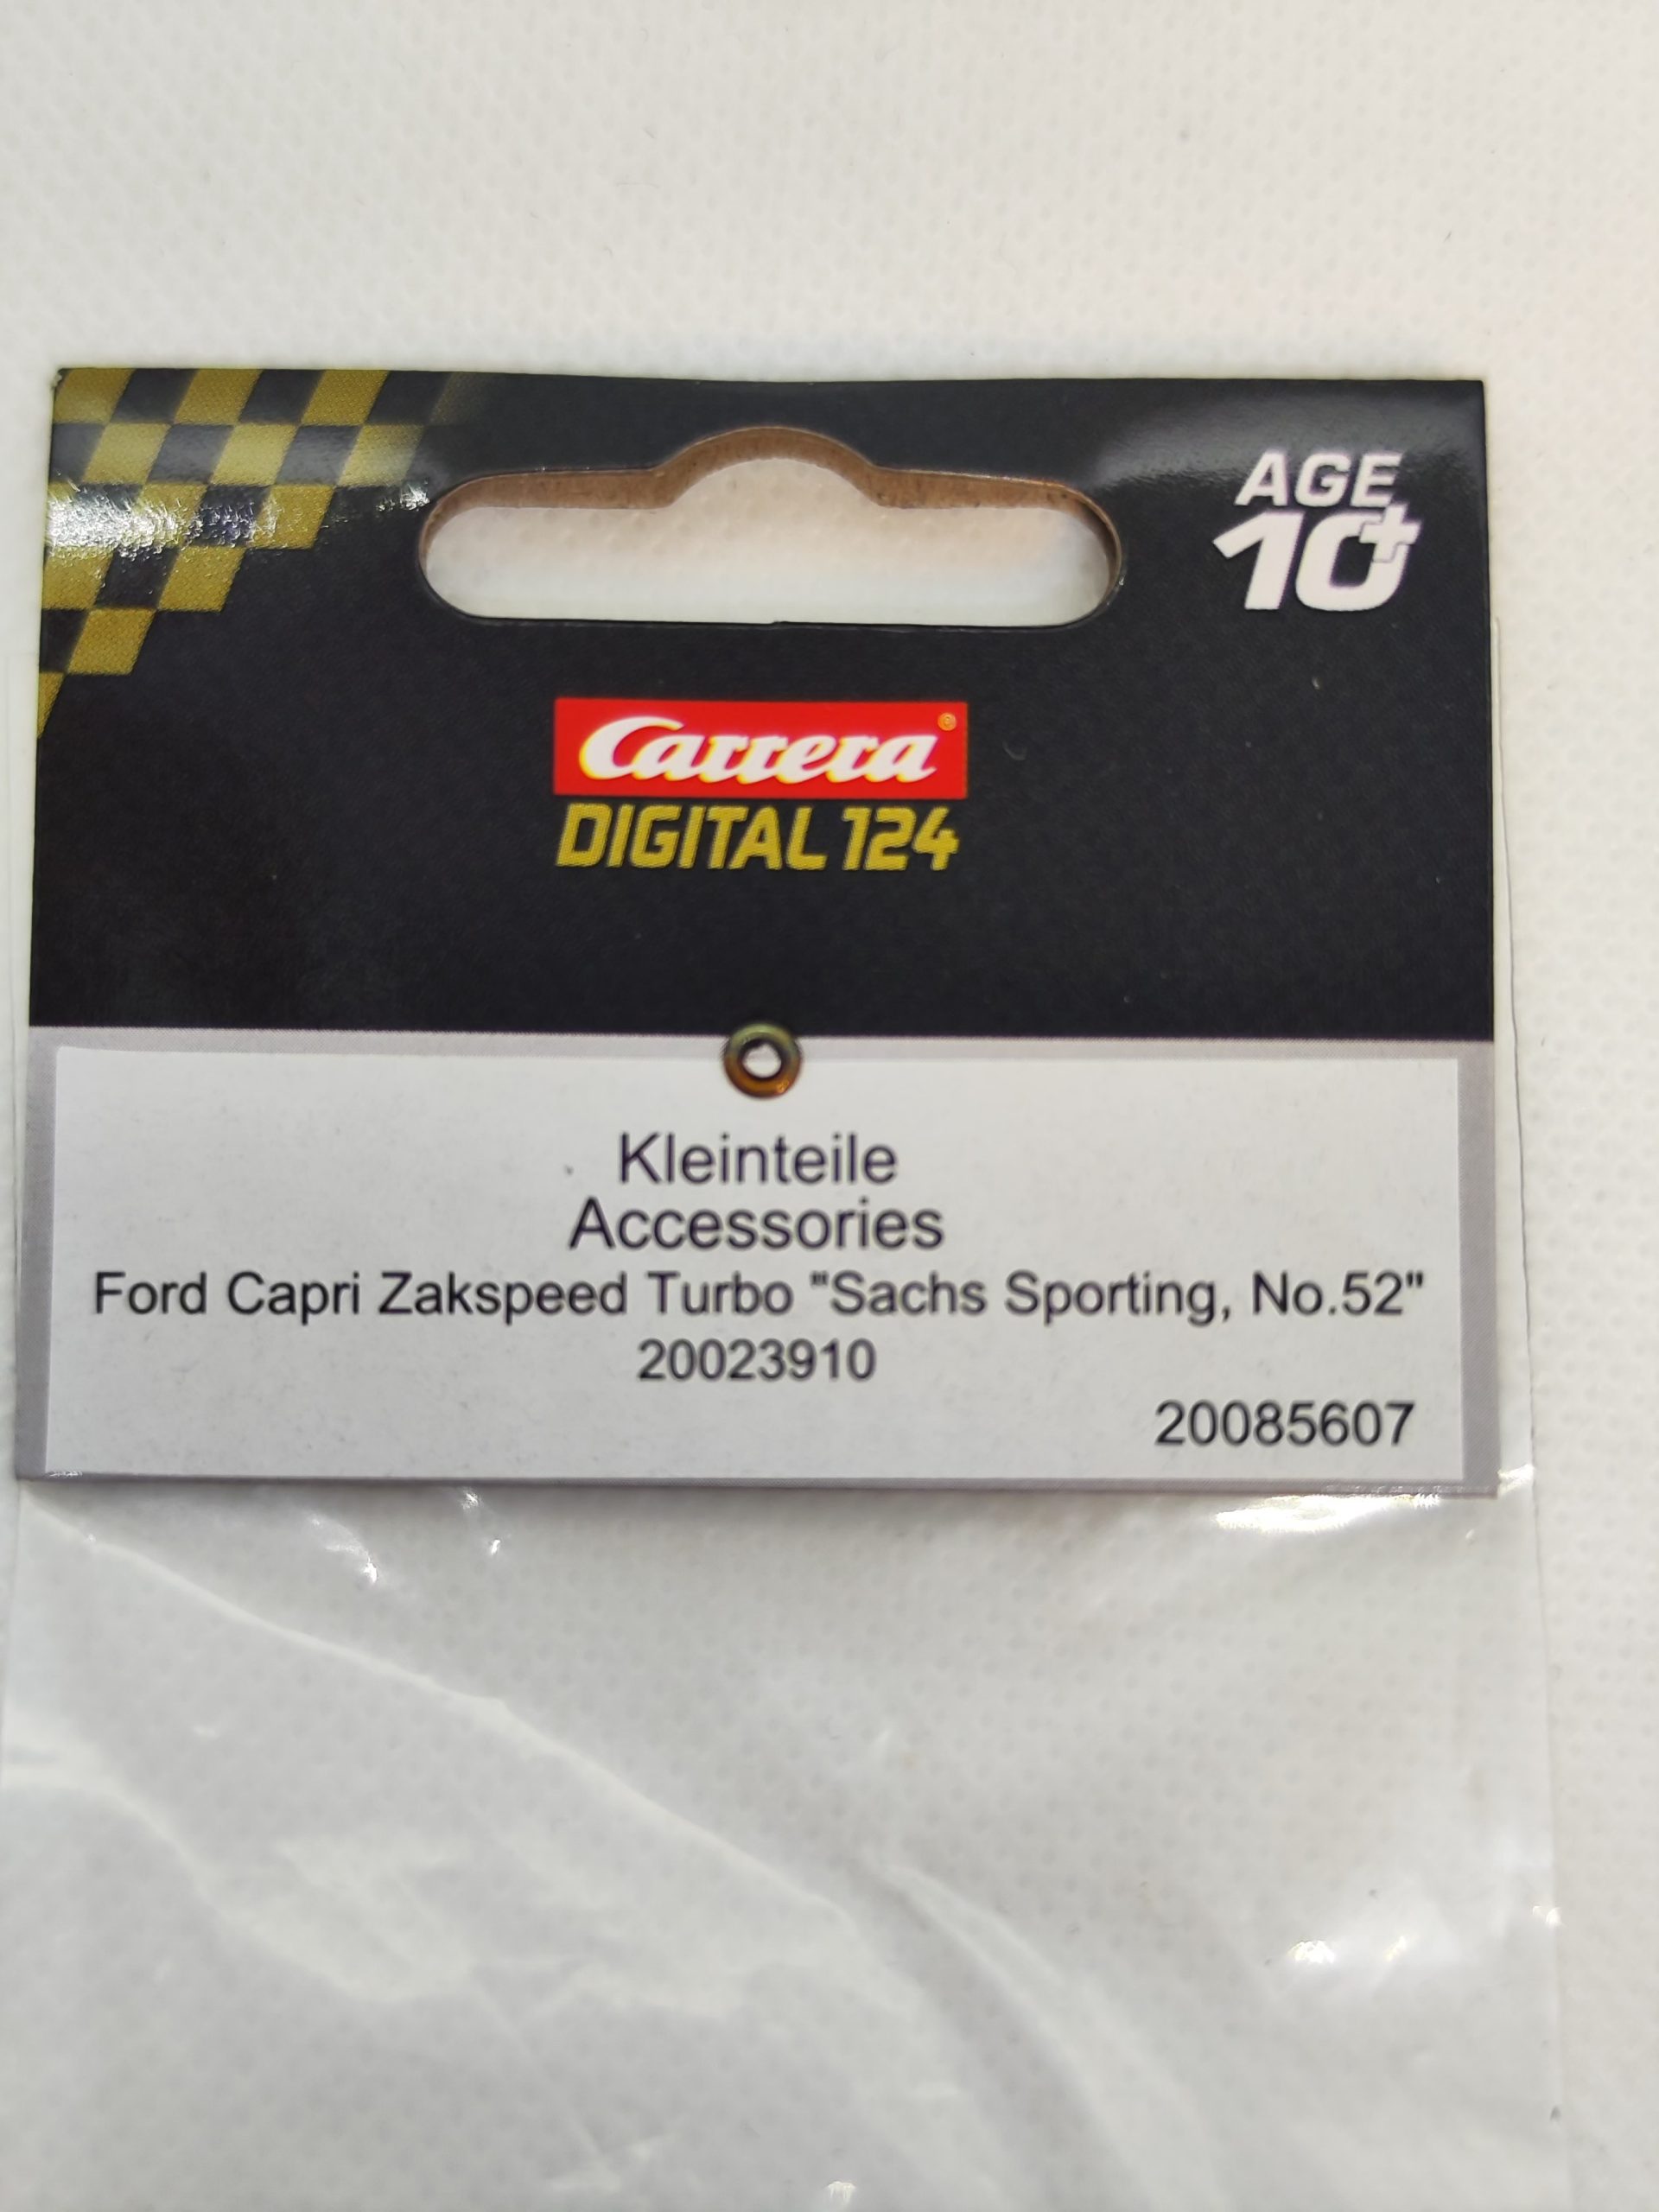 AGE
10+
Carrera®
DIGITAL 124
Kleinteile
Accessories
Ford Capri Zakspeed Turbo "Sachs Sporting, No.52"
20023910
20085607